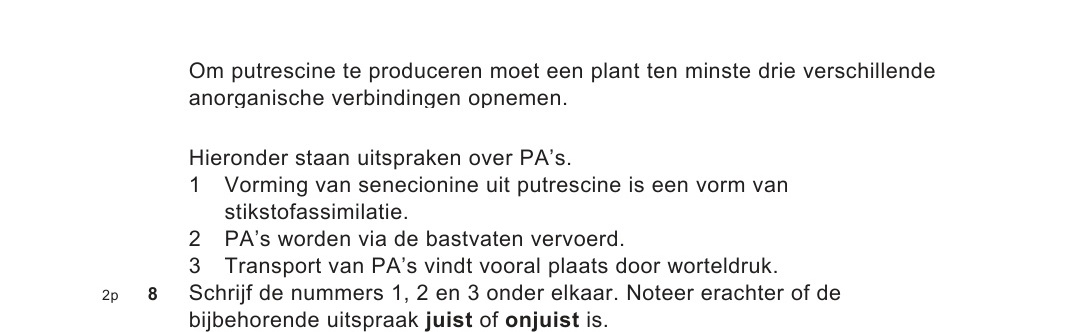 Om putrescine te produceren moet een plant ten minste drie verschillende
anorganische verbindingen opnemen.
Hieronder staan uitspraken over PA’s.
1 Vorming van senecionine uit putrescine is een vorm van
stikstofassimilatie.
2 PA’s worden via de bastvaten vervoerd.
3 Transport van PA’s vindt vooral plaats door worteldruk.
2p 8 Schrijf de nummers 1, 2 en 3 onder elkaar. Noteer erachter of de
bijbehorende uitspraak juist of onjuist is.